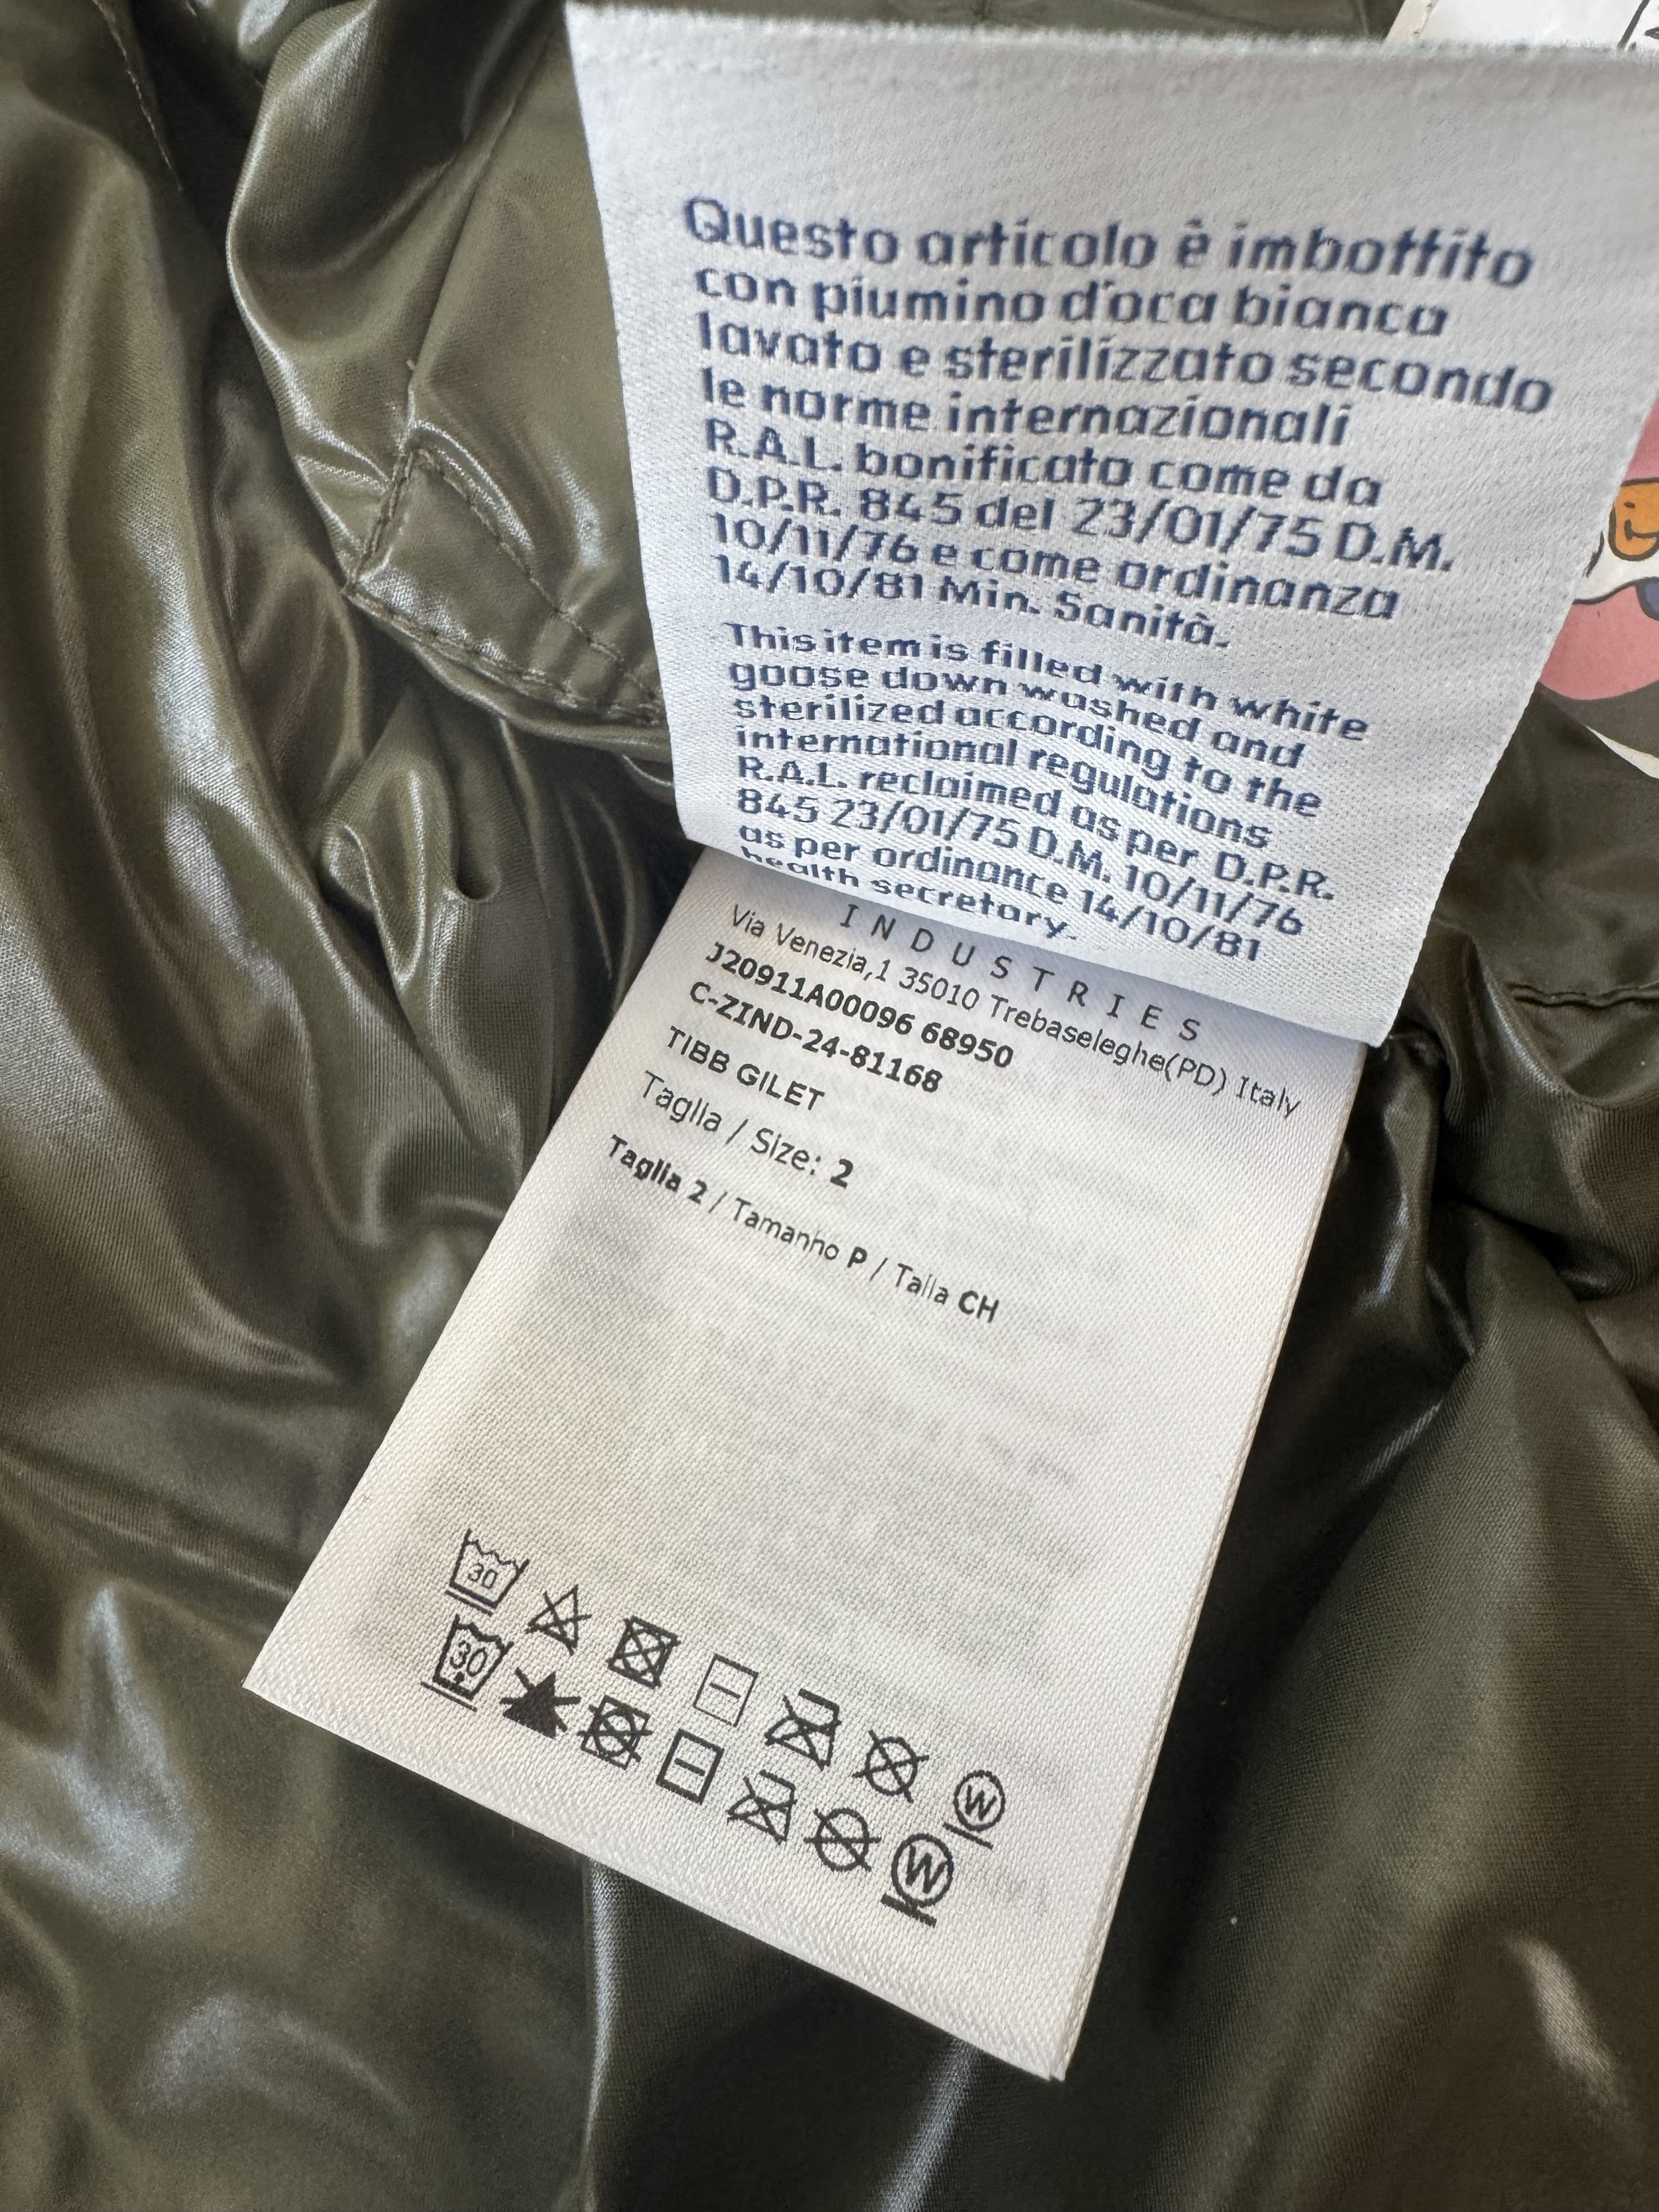 Questo articolo è imbottito
con piumino d'oca bianca
lavato e sterilizzato secondo
le norme internazionali
R.A.L. bonificato come da
D.P.R. 845 del 23/01/75 D.M.
10/11/76 e come ordinanza
14/10/81 Min. Sanità.
This item is filled with white
goose down washed and
sterilized according to the
international regulations
R.A.L. reclaimed as per D.P.R.
845 23/01/75 D.M. 10/11/76
as per ordinance 14/10/81
health secretary.
INDUSTRIES
Via Venezia,1 35010 Trebaseleghe(PD) Italy
J20911A00096 68950
C-ZIND-24-81168
TIBB GILET
Taglia / Size: 2
Taglia 2 / Tamanho P / Talla CH
30
W
30
W